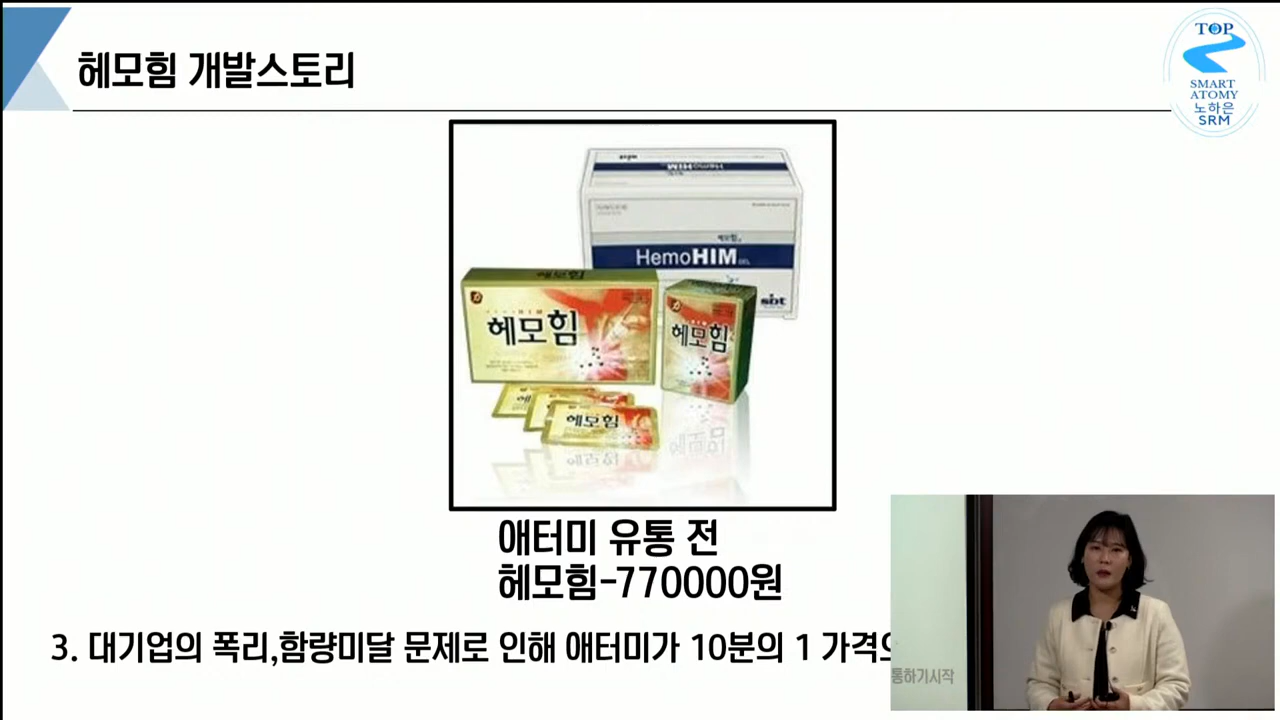 헤모힘 개발스토리
TOP
SMART
ATOMY
노하은
SRM
헤모힘
HemoHIM
sbt
헤모힘
헤모힘
헤모힘
애터미 유통 전
헤모힘-770000원
3. 대기업의 폭리,함량미달 문제로 인해 애터미가 10분의 1 가격으
통하기시작